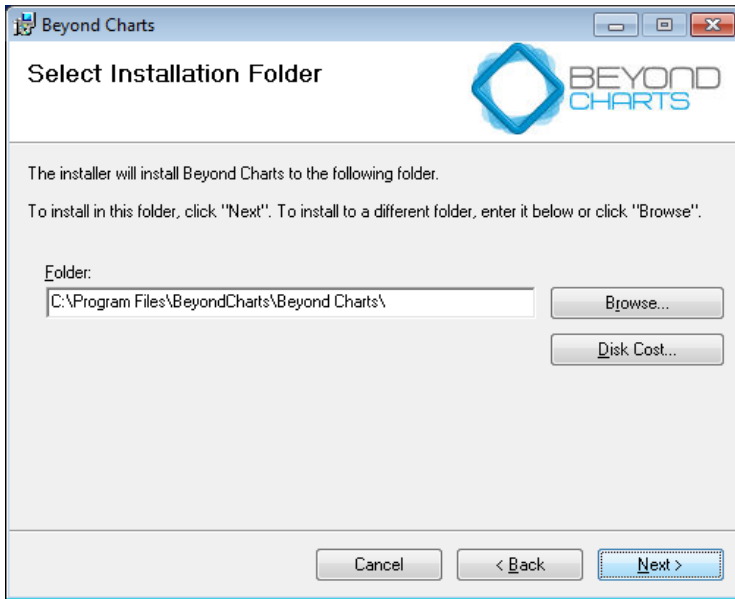 Beyond Charts
Select Installation Folder
BEYOND
CHARTS
The installer will install Beyond Charts to the following folder.
To install in this folder, click "Next". To install to a different folder, enter it below or click "Browse".
Folder:
C:\Program Files\BeyondCharts\Beyond Charts\
Browse...
Disk Cost...
Cancel
< Back
Next >